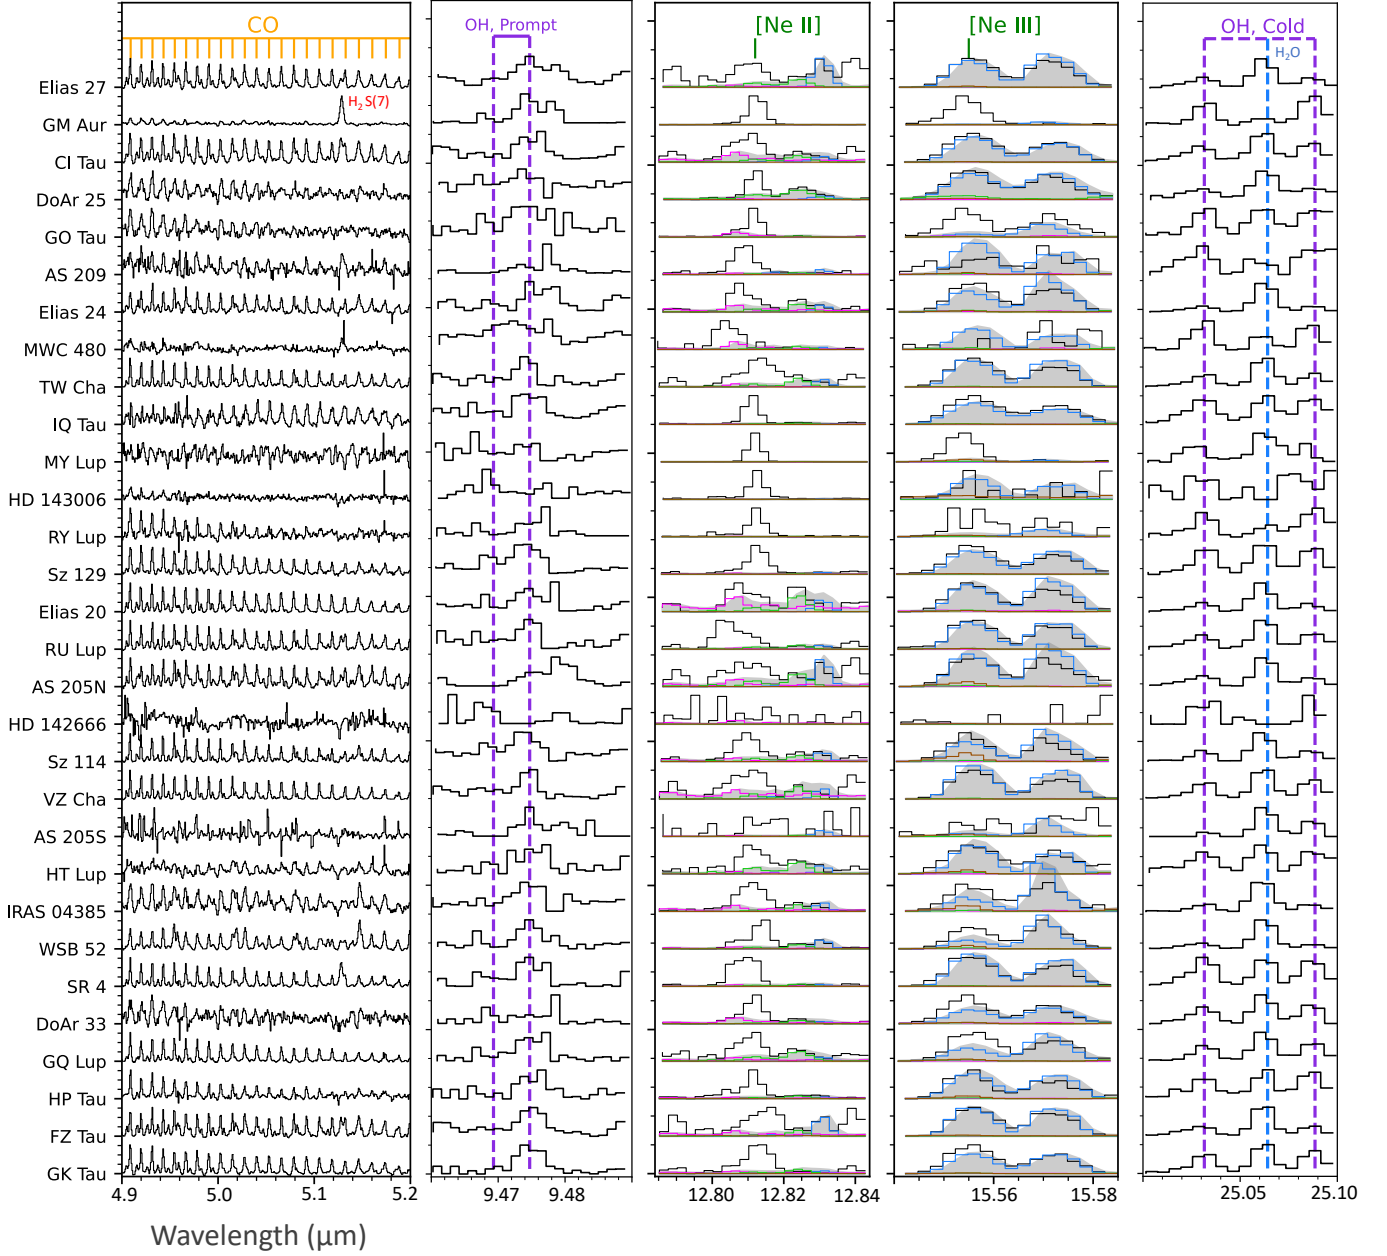 CO
OH, Prompt
[Ne II]
[Ne III]
OH, Cold
H₂O
H₂ S(7)
Elias 27
GM Aur
CI Tau
DoAr 25
GO Tau
AS 209
Elias 24
MWC 480
TW Cha
IQ Tau
MY Lup
HD 143006
RY Lup
Sz 129
Elias 20
RU Lup
AS 205N
HD 142666
Sz 114
VZ Cha
AS 205S
HT Lup
IRAS 04385
WSB 52
SR 4
DoAr 33
GQ Lup
HP Tau
FZ Tau
GK Tau
4.9 5.0 5.1 5.2
9.47 9.48
12.80 12.82 12.84
15.56 15.58
25.06 25.10
Wavelength (μm)